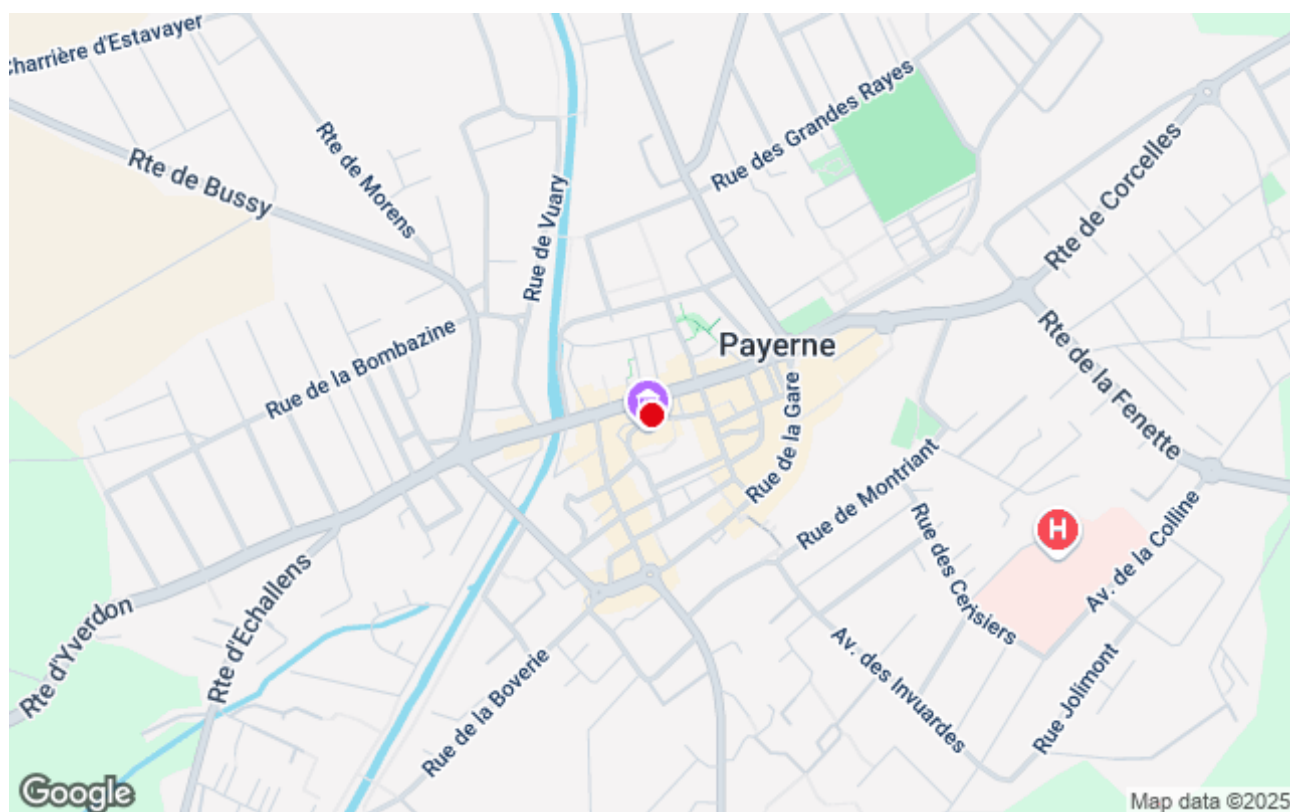 Charrière d'Estavayer
Rte de Bussy
Rte de Morens
Rue de Vuary
Rue des Grandes Rayes
Rte de Corcelles
Rue de la Bombazine
Payerne
Rte de la Fenette
Rue de la Gare
Rue de Montriant
H
Rue des Cerisiers
Av. de la Colline
Rte d'Yverdon
Rte d'Echallens
Rue de la Boverie
Av. des Invuardes
Rue Jolimont
Google
Map data ©2025